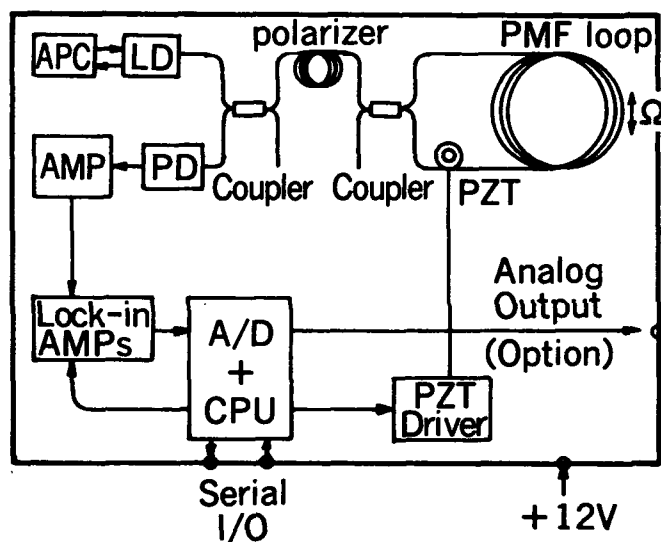 polarizer
PMF loop
APC
LD
Ω
AMP
PD
Coupler
Coupler
PZT
Lock-in
AMPs
A/D
+
CPU
Analog
Output
(Option)
PZT
Driver
Serial
I/O
+12V